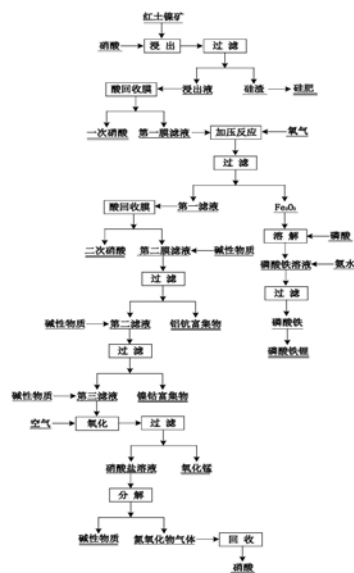 红土镍矿
硝酸 浸出 过滤
酸回收膜 浸出液 硅渣 硅肥
一次硝酸 第一膜滤液 加压反应 氧气
过滤
酸回收膜 第一滤液 Fe₂O₃
溶解 磷酸
二次硝酸 第二膜滤液 碱性物质 磷酸铁溶液 氨水
过滤 过滤
碱性物质 第二滤液 铝钪富集物 磷酸铁
过滤 磷酸铁锂
碱性物质 第三滤液 镍钴富集物
空气 氧化 过滤
硝酸盐溶液 氧化锰
分解
碱性物质 氮氧化物气体 回收
硝酸